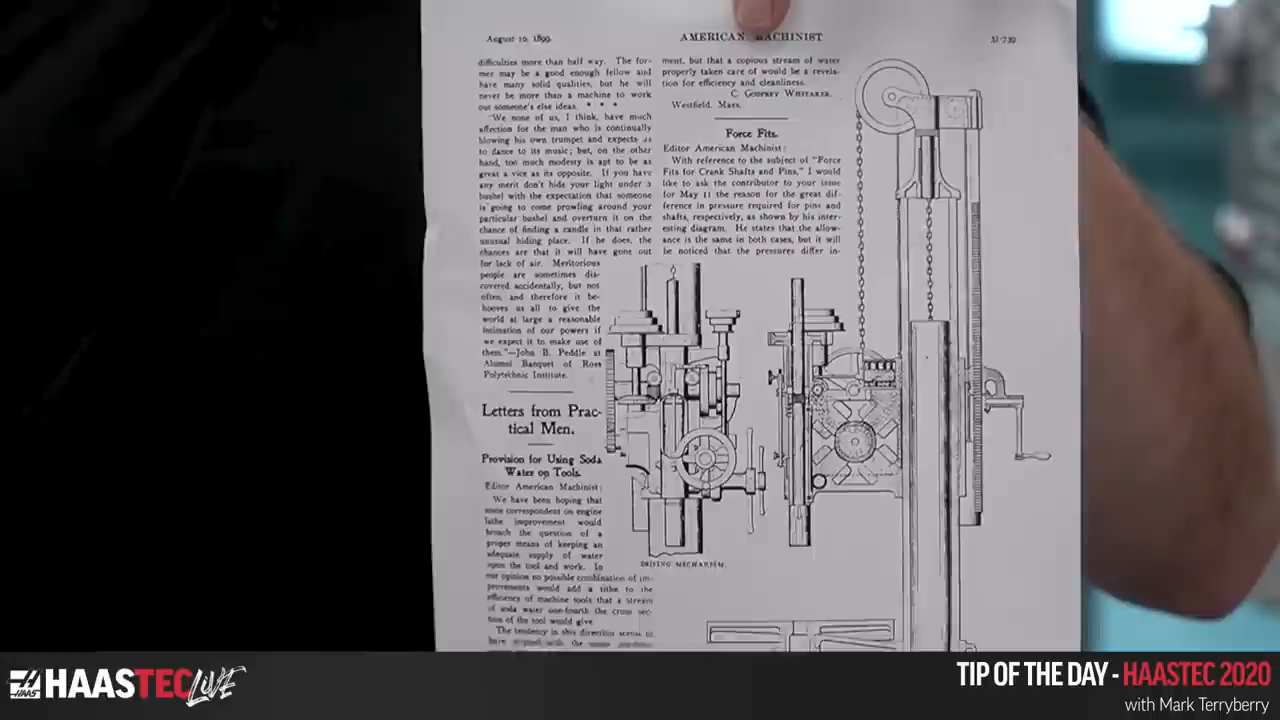 August 10, 1899.
AMERICAN MACHINIST
difficulties more than half way. The for-
mer may be a good enough fellow and
have many solid qualities, but he will
never be more than a machine to work
out someone's else ideas. * * *
"We none of us, I think, have much
affection for the man who is continually
blowing his own trumpet and expects us
to dance to its music; but, on the other
hand, too much modesty is apt to be as
great a vice as its opposite. If you have
any merit don't hide your light under a
bushel with the expectation that someone
is going to come prowling around your
particular bushel and overturn it on the
chance of finding a candle in that rather
unusual hiding place. If he does, the
chances are that it will have gone out
for lack of air. Meritorious
people are sometimes dis-
covered accidentally, but not
often, and therefore it be-
hooves us all to give the
world at large a reasonable
intimation of our powers if
we expect it to make use of
them."—John B. Peddle at
Alumni Banquet of Rose
Polytechnic Institute.
Letters from Prac-
tical Men.
Provision for Using Soda
Water on Tools.
Editor American Machinist:
We have been hoping that
some correspondent on engine
lathe improvement would
broach the question of a
proper means of keeping an
adequate supply of water
upon the tool and work. In
our opinion no possible combination of im-
provements would add a tithe to the
efficiency of machine tools that a stream
of soda water one-fourth the cross sec-
tion of the tool would give.
The tendency in this direction seems to
have with the
ment, but that a copious stream of water
properly taken care of would be a revela-
tion for efficiency and cleanliness.
C. Godfrey Whitaker.
Westfield, Mass.
Force Fits.
Editor American Machinist:
With reference to the subject of "Force
Fits for Crank Shafts and Pins," I would
like to ask the contributor to your issue
for May 11 the reason for the great dif-
ference in pressure required for pins and
shafts, respectively, as shown by his inter-
esting diagram. He states that the allow-
ance is the same in both cases, but it will
be noticed that the pressures differ in-
DRIVING MECHANISM.
HAAS
HAASTEC LIVE
TIP OF THE DAY - HAASTEC 2020
with Mark Terryberry